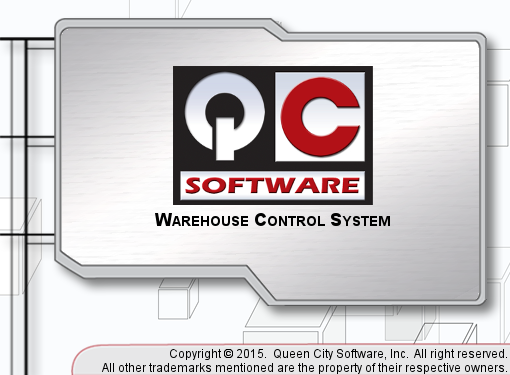 QC
SOFTWARE
WAREHOUSE CONTROL SYSTEM
Copyright © 2015. Queen City Software, Inc. All right reserved.
All other trademarks mentioned are the property of their respective owners.